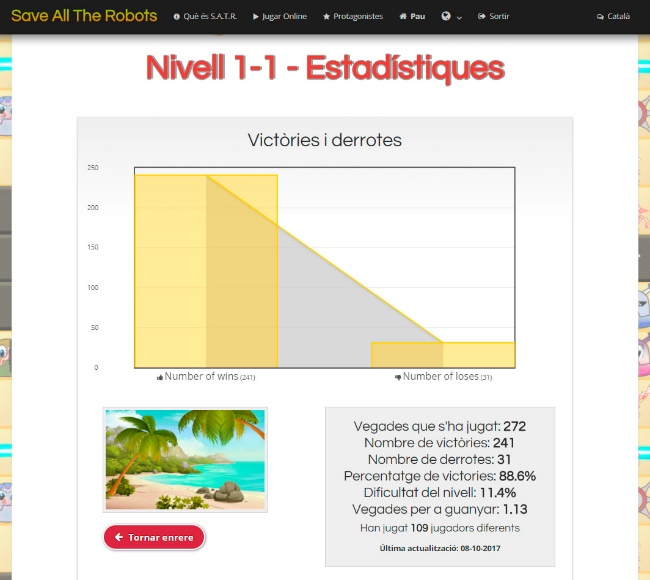 Save All The Robots Què és S.A.T.R. Jugar Online Protagonistes Pau Sortir Català
Nivell 1-1 - Estadístiques
Victòries i derrotes
250
200
150
100
50
0
Number of wins (241) Number of loses (31)
Vegades que s'ha jugat: 272
Nombre de victòries: 241
Nombre de derrotes: 31
Percentatge de victories: 88.6%
Dificultat del nivell: 11.4%
Vegades per a guanyar: 1.13
Han jugat 109 jugadors diferents
Última actualització: 08-10-2017
Tornar enrere